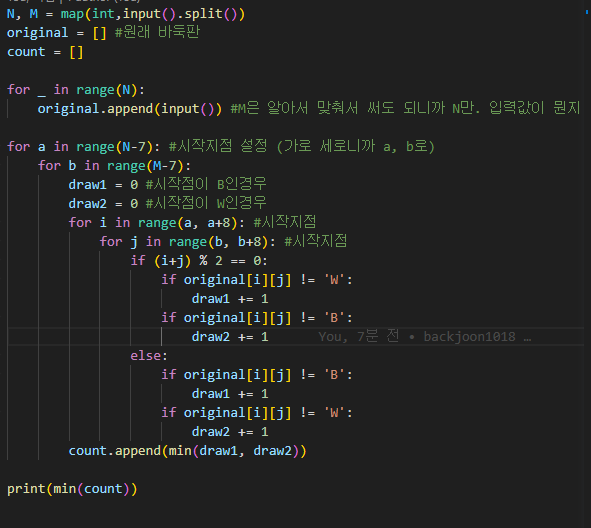 N, M = map(int,input().split())
original = [] #원래 바둑판
count = []
for _ in range(N):
    original.append(input()) #M은 알아서 맞춰서 써도 되니까 N만. 입력값이 뭔지
for a in range(N-7): #시작지점 설정 (가로 세로니까 a, b로)
    for b in range(M-7):
        draw1 = 0 #시작점이 B인경우
        draw2 = 0 #시작점이 W인경우
        for i in range(a, a+8): #시작지점
            for j in range(b, b+8): #시작지점
                if (i+j) % 2 == 0:
                    if original[i][j] != 'W':
                        draw1 += 1
                    if original[i][j] != 'B':
                        draw2 += 1 You, 7분 전 • backjoon1018 …
                else:
                    if original[i][j] != 'B':
                        draw1 += 1
                    if original[i][j] != 'W':
                        draw2 += 1
        count.append(min(draw1, draw2))
print(min(count))